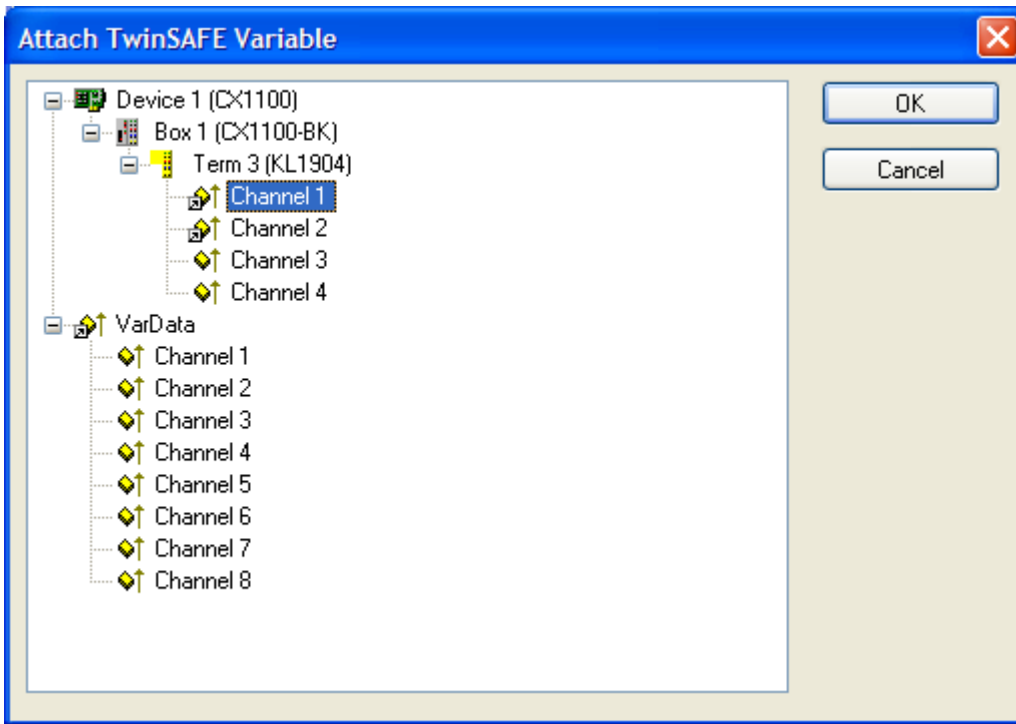 Attach TwinSAFE Variable
Device 1 (CX1100)
Box 1 (CX1100-BK)
Term 3 (KL1904)
Channel 1
Channel 2
Channel 3
Channel 4
VarData
Channel 1
Channel 2
Channel 3
Channel 4
Channel 5
Channel 6
Channel 7
Channel 8
OK
Cancel